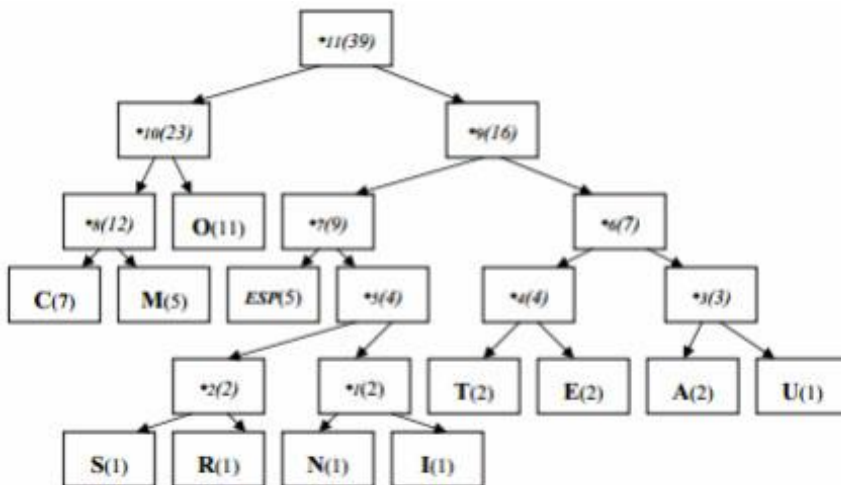 *11(39)
*10(23) *9(16)
*8(12) O(11) *7(9) *6(7)
C(7) M(5) ESP(5) *5(4) *4(4) *3(3)
*2(2) *1(2) T(2) E(2) A(2) U(1)
S(1) R(1) N(1) I(1)